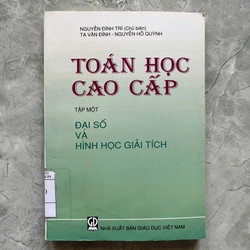 NGUYỄN ĐÌNH TRÍ (Chủ biên)
TẠ VĂN ĐĨNH - NGUYỄN HỒ QUỲNH
TOÁN HỌC
CAO CẤP
TẬP MỘT
ĐẠI SỐ
VÀ
HÌNH HỌC GIẢI TÍCH
NHÀ XUẤT BẢN GIÁO DỤC VIỆT NAM